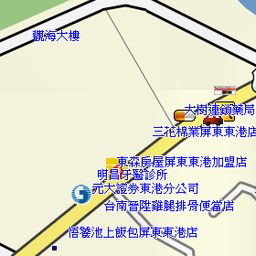 觀海大樓
大樹連鎖藥局
三花棉業屏東東港店
東森房屋屏東東港加盟店
明昌牙醫診所
元大證券東港分公司
台南晉陞雞腿排骨便當店
悟饕池上飯包屏東東港店